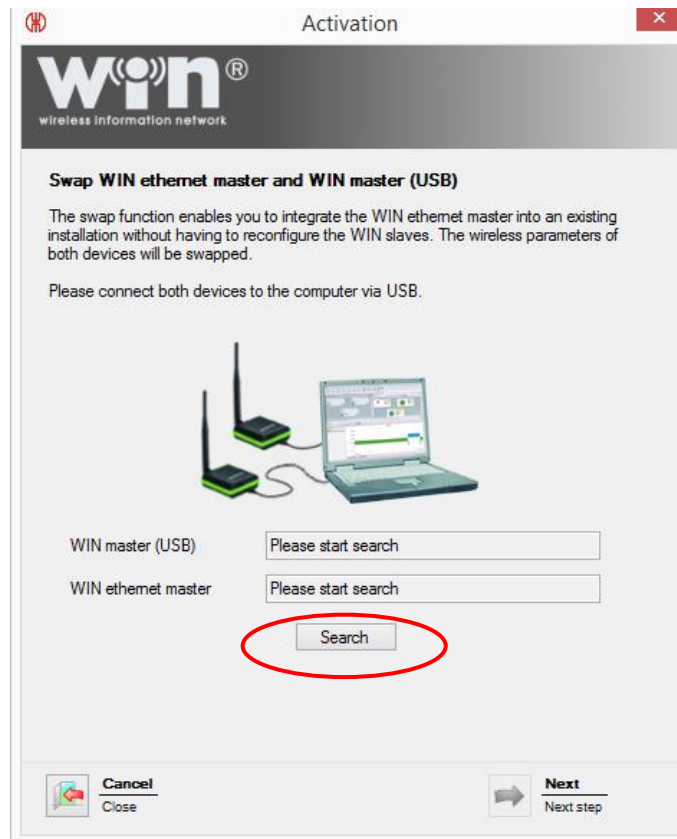 Activation
WIN®
wireless information network
Swap WIN ethernet master and WIN master (USB)
The swap function enables you to integrate the WIN ethernet master into an existing
installation without having to reconfigure the WIN slaves. The wireless parameters of
both devices will be swapped.
Please connect both devices to the computer via USB.
WIN master (USB) Please start search
WIN ethernet master Please start search
Search
Cancel
Close
Next
Next step